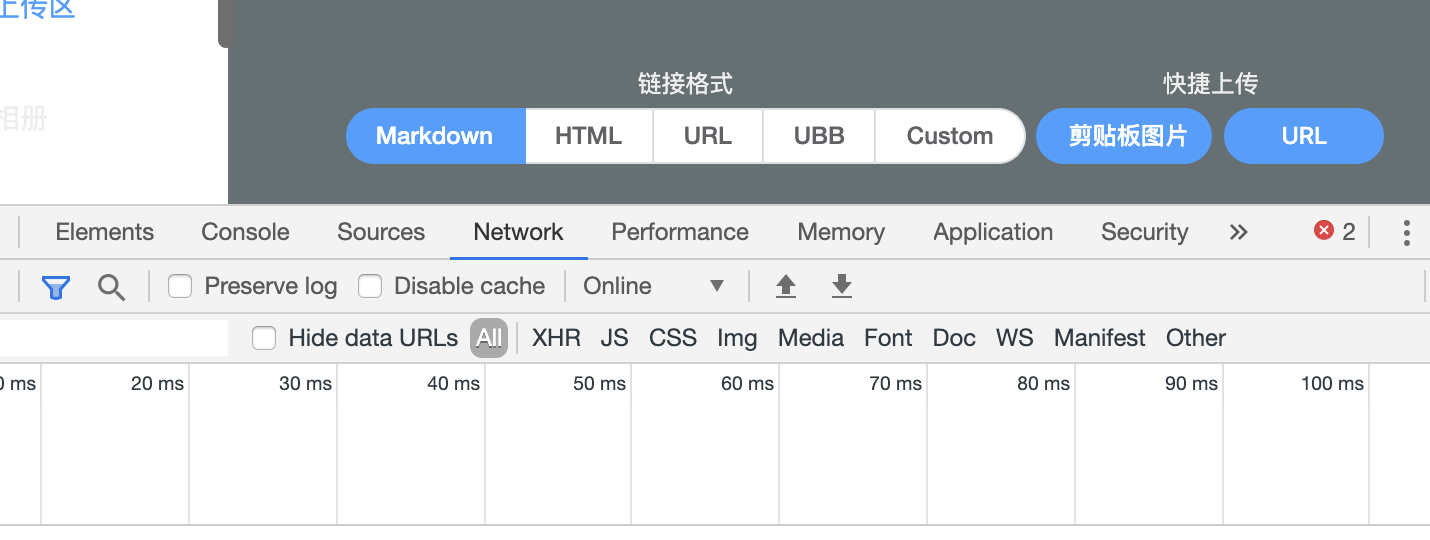 上传区
相册
链接格式 快捷上传
Markdown HTML URL UBB Custom 剪贴板图片 URL
Elements Console Sources Network Performance Memory Application Security » 2
Preserve log Disable cache Online
Hide data URLs All XHR JS CSS Img Media Font Doc WS Manifest Other
0 ms 20 ms 30 ms 40 ms 50 ms 60 ms 70 ms 80 ms 90 ms 100 ms